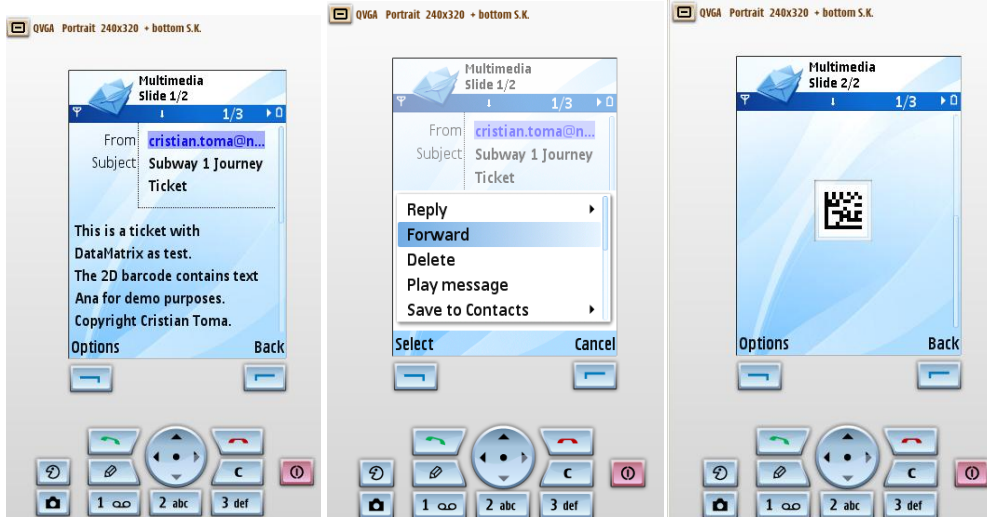 QVGA Portrait 240x320 + bottom S.K.
Multimedia
Slide 1/2
1/3
From cristian.toma@n...
Subject Subway 1 Journey
Ticket
This is a ticket with
DataMatrix as test.
The 2D barcode contains text
Ana for demo purposes.
Copyright Cristian Toma.
Options Back
C
1 2 abc 3 def
QVGA Portrait 240x320 + bottom S.K.
Multimedia
Slide 1/2
1/3
From cristian.toma@n...
Subject Subway 1 Journey
Ticket
Reply
Forward
Delete
Play message
Save to Contacts
Select Cancel
C
1 2 abc 3 def
QVGA Portrait 240x320 + bottom S.K.
Multimedia
Slide 2/2
1/3
Options Back
C
1 2 abc 3 def